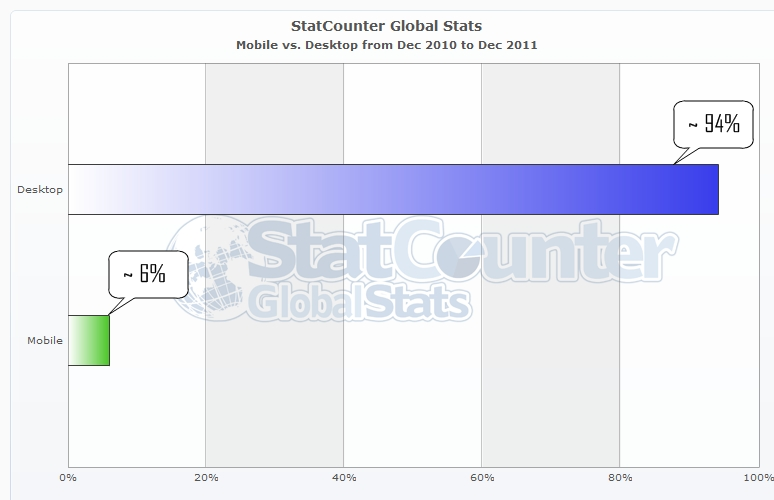 StatCounter Global Stats
Mobile vs. Desktop from Dec 2010 to Dec 2011
~ 94%
Desktop
StatCounter
GlobalStats
~ 6%
Mobile
0% 20% 40% 60% 80% 100%